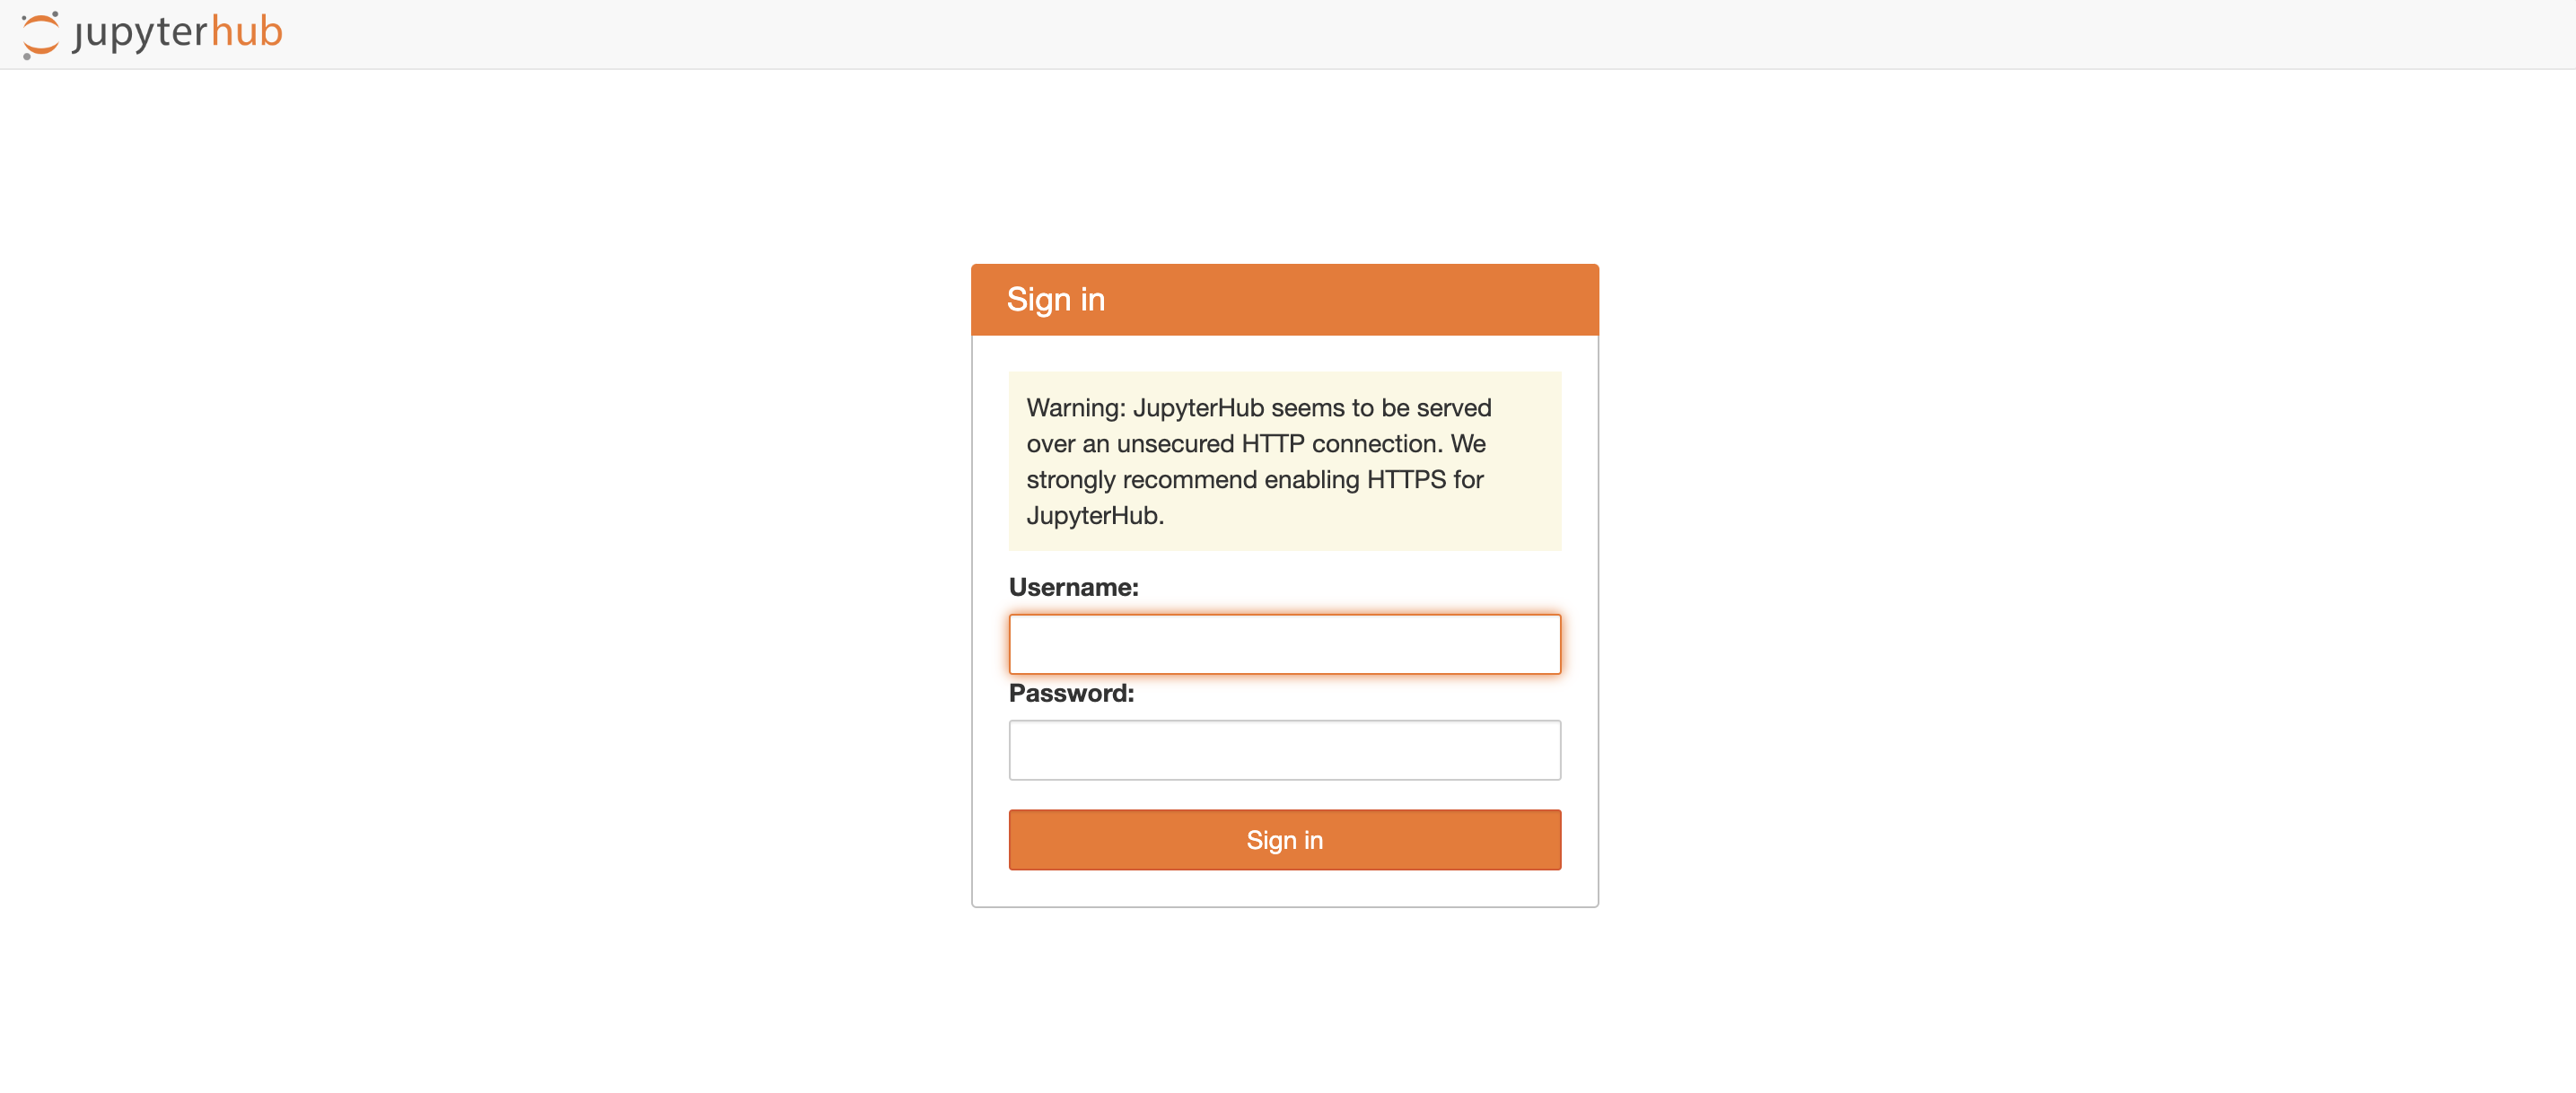 jupyterhub
Sign in
Warning: JupyterHub seems to be served
over an unsecured HTTP connection. We
strongly recommend enabling HTTPS for
JupyterHub.
Username:
Password:
Sign in